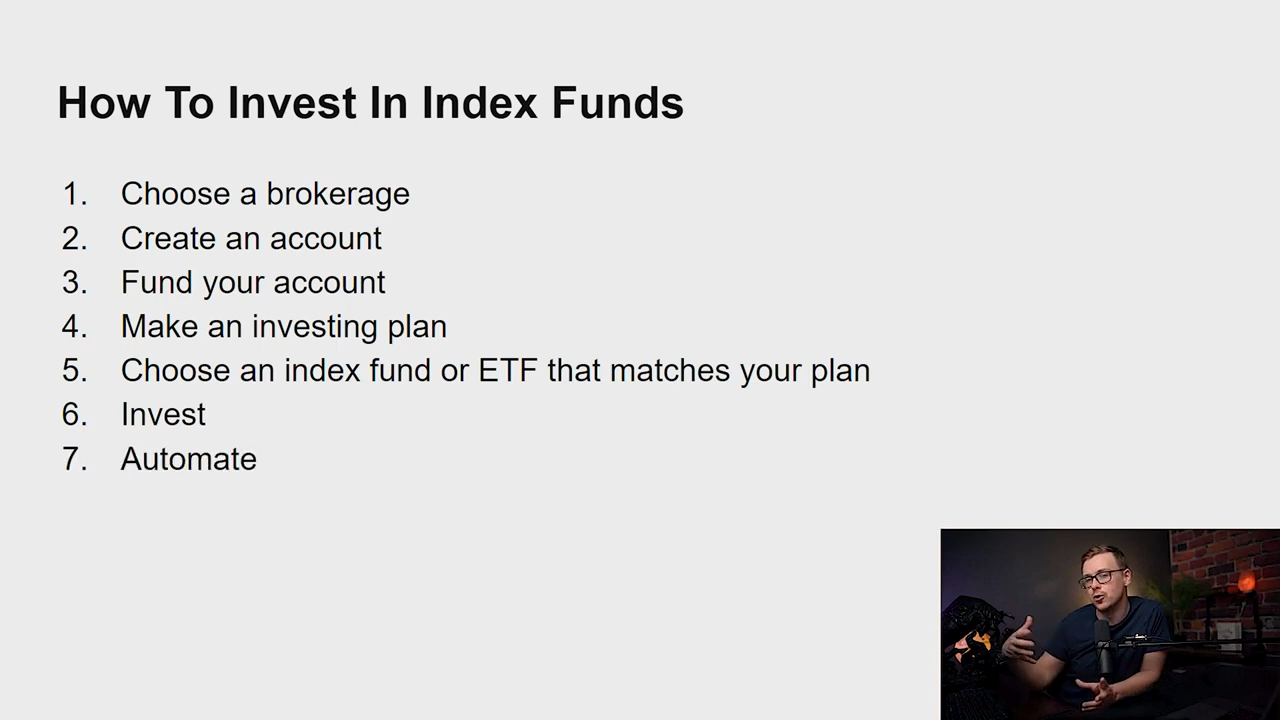 How To Invest In Index Funds
1. Choose a brokerage
2. Create an account
3. Fund your account
4. Make an investing plan
5. Choose an index fund or ETF that matches your plan
6. Invest
7. Automate